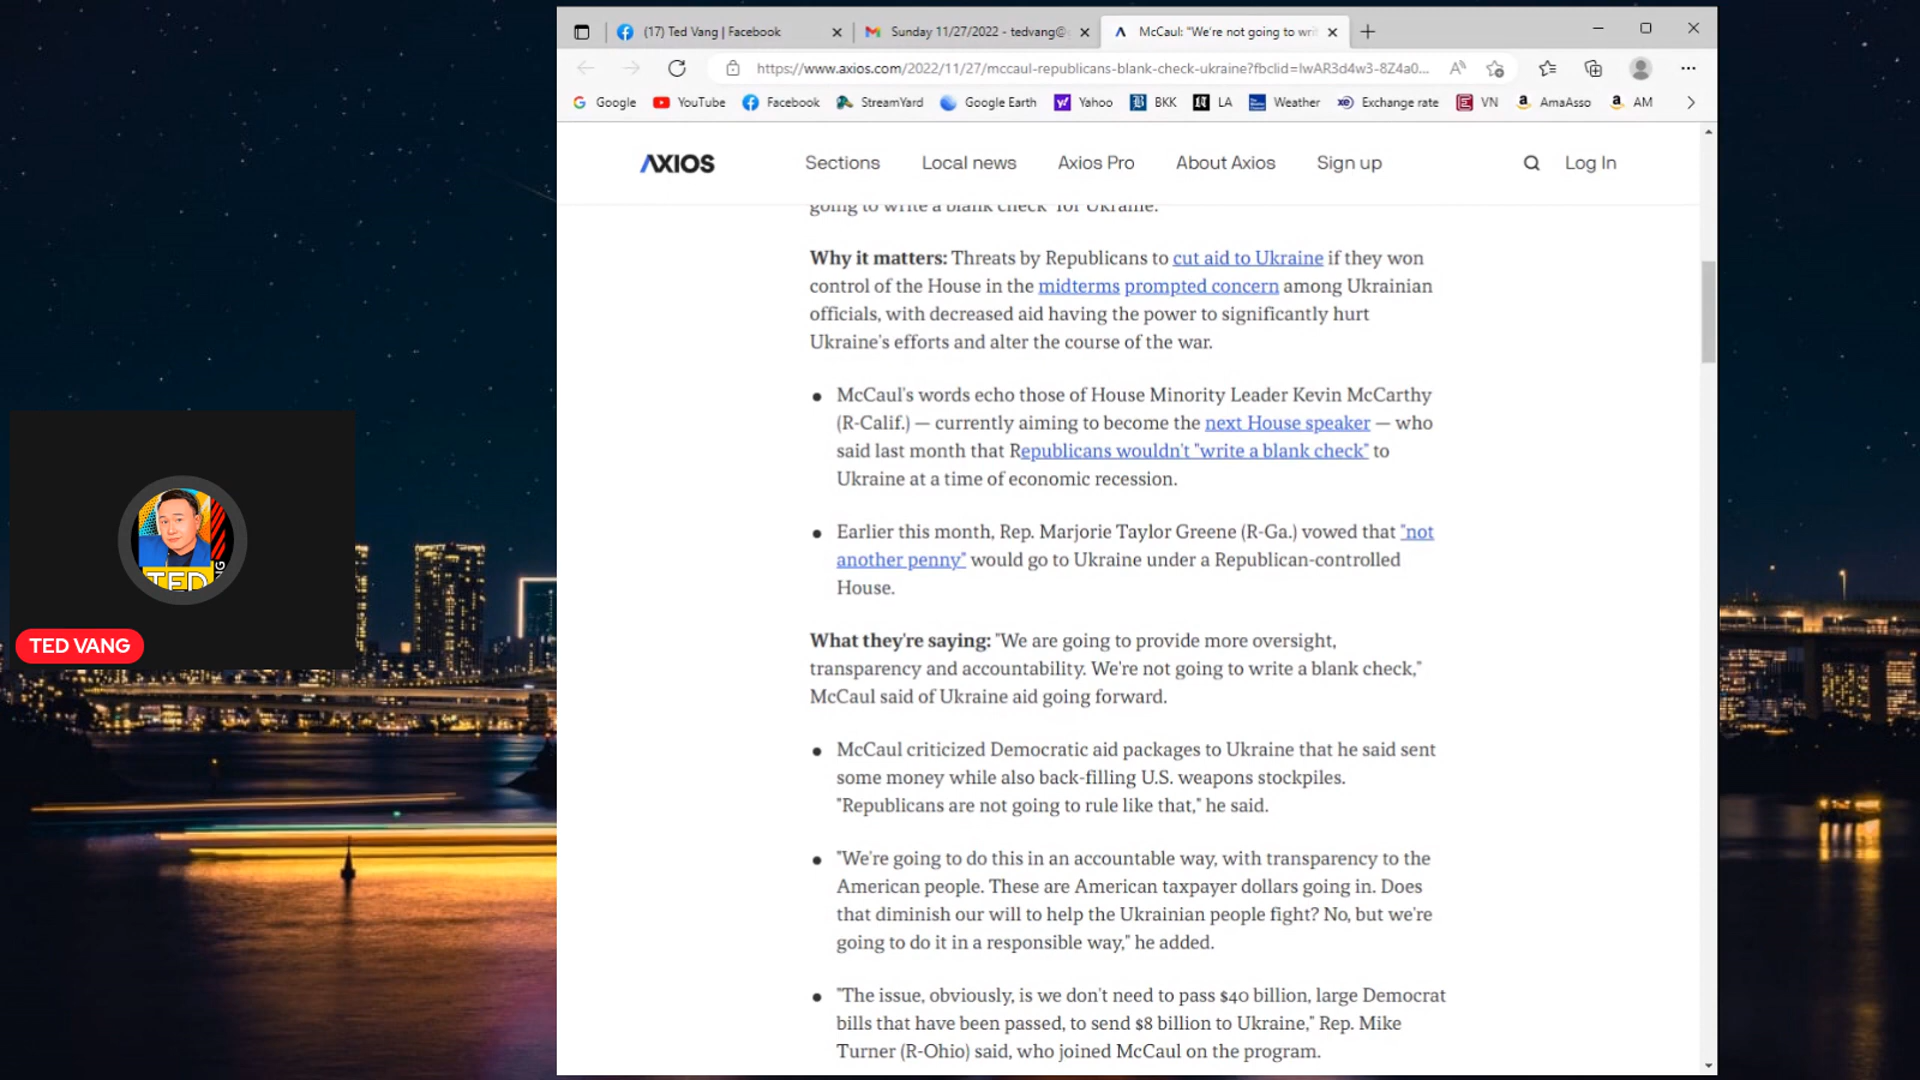 (17) Ted Vang | Facebook
Sunday 11/27/2022 - tedvang@
McCaul: "We're not going to wri
https://www.axios.com/2022/11/27/mccaul-republicans-blank-check-ukraine?fbclid=IwAR3d4w3-8Z4a0...
Google YouTube Facebook StreamYard Google Earth Yahoo BKK LA Weather Exchange rate VN AmaAsso AM
AXIOS Sections Local news Axios Pro About Axios Sign up Log In
going to write a blank check" for Ukraine.
Why it matters: Threats by Republicans to cut aid to Ukraine if they won
control of the House in the midterms prompted concern among Ukrainian
officials, with decreased aid having the power to significantly hurt
Ukraine's efforts and alter the course of the war.
McCaul's words echo those of House Minority Leader Kevin McCarthy
(R-Calif.) — currently aiming to become the next House speaker — who
said last month that Republicans wouldn't "write a blank check" to
Ukraine at a time of economic recession.
Earlier this month, Rep. Marjorie Taylor Greene (R-Ga.) vowed that "not
another penny" would go to Ukraine under a Republican-controlled
House.
What they're saying: "We are going to provide more oversight,
transparency and accountability. We're not going to write a blank check,"
McCaul said of Ukraine aid going forward.
McCaul criticized Democratic aid packages to Ukraine that he said sent
some money while also back-filling U.S. weapons stockpiles.
"Republicans are not going to rule like that," he said.
"We're going to do this in an accountable way, with transparency to the
American people. These are American taxpayer dollars going in. Does
that diminish our will to help the Ukrainian people fight? No, but we're
going to do it in a responsible way," he added.
"The issue, obviously, is we don't need to pass $40 billion, large Democrat
bills that have been passed, to send $8 billion to Ukraine," Rep. Mike
Turner (R-Ohio) said, who joined McCaul on the program.
TED
TED VANG